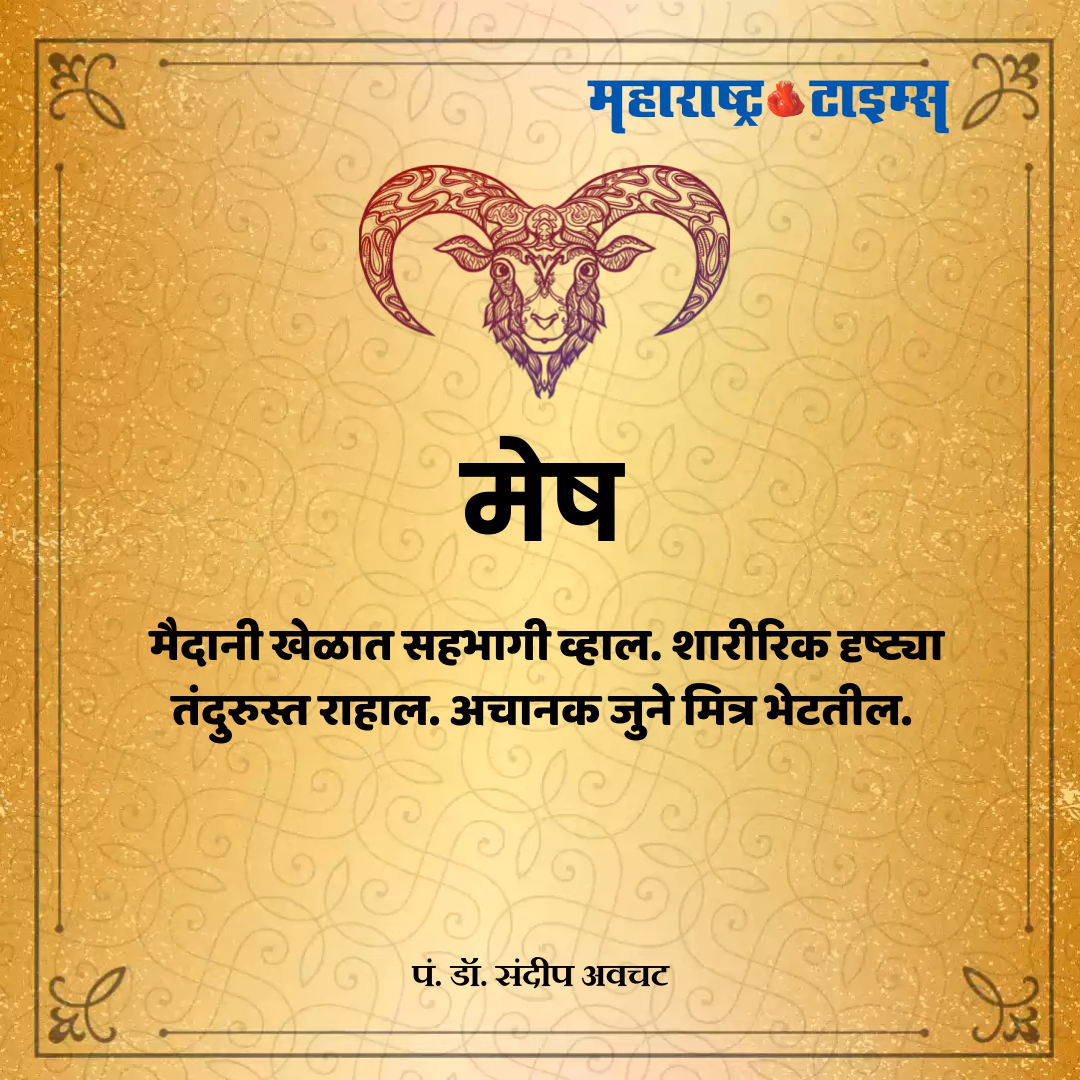 महाराष्ट्र टाइम्स
मेष
मैदानी खेळात सहभागी व्हाल. शारीरिक दृष्ट्या
तंदुरुस्त राहाल. अचानक जुने मित्र भेटतील.
पं. डॉ. संदीप अवचट